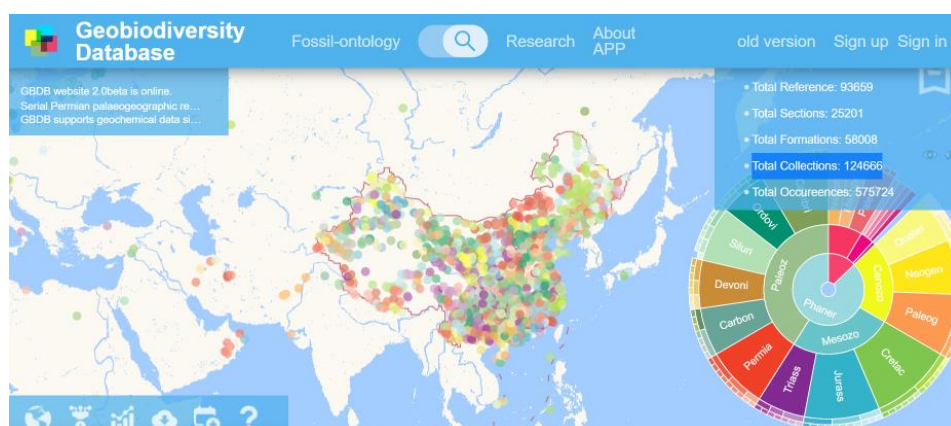 Geobiodiversity
Database
Fossil-ontology
Research
About
APP
old version
Sign up
Sign in
GBDB website 2.0beta is online.
Serial Permian palaeogeographic re...
GBDB supports geochemical data si...
Total Reference: 93659
Total Sections: 25201
Total Formations: 58008
Total Collections: 124666
Total Occureences: 575724
Ordovi
Siluri
Devoni
Carbon
Permia
Triass
Jurass
Cretac
Paleog
Neogen
Quater
Paleoz
Mesozo
Cenozo
Phaner
?